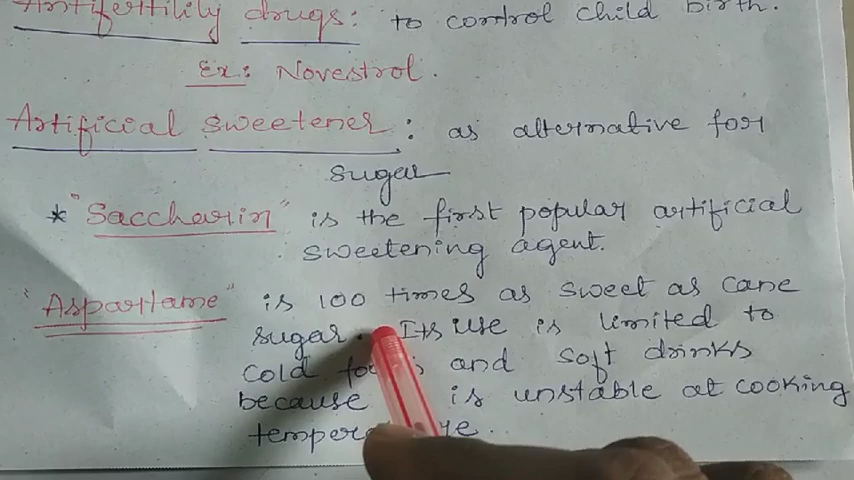 Antifertility drugs: to control child birth.
Ex: Novestrol.
Artificial sweetener: as alternative for
sugar
* "Saccharin" is the first popular artificial
sweetening agent.
"Aspartame" is 100 times as sweet as cane
sugar. Its use is limited to
cold and soft drinks
because is unstable at cooking